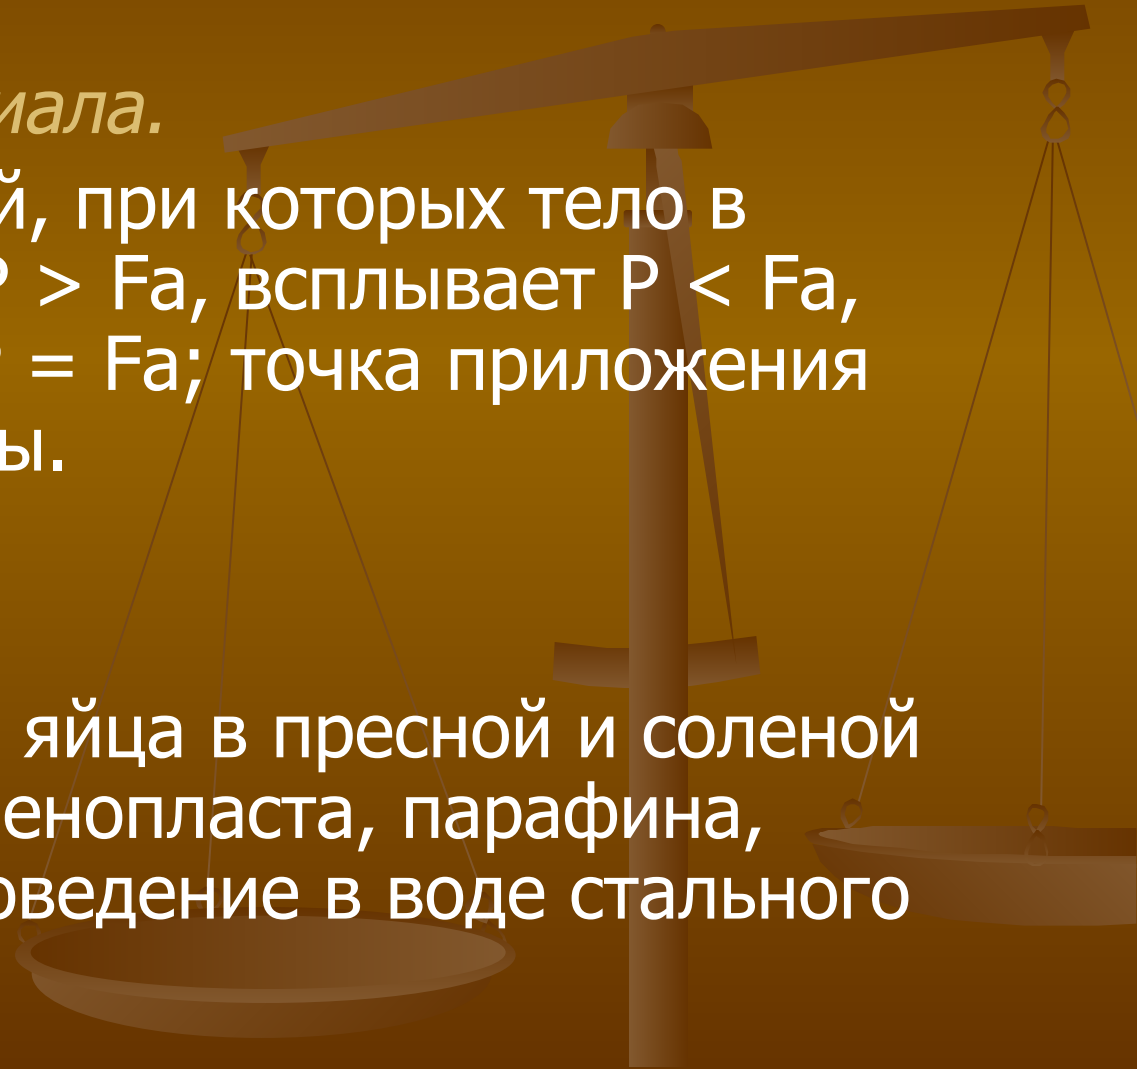 иала.
й, при которых тело в
P > Fa, всплывает P < Fa,
P = Fa; точка приложения
ы.
яйца в пресной и соленой
енопласта, парафина,
оведение в воде стального